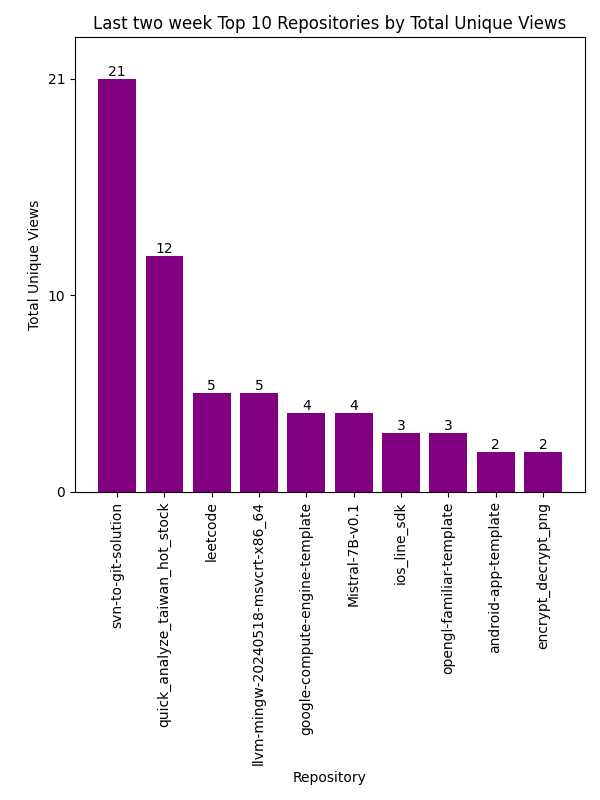 Last two week Top 10 Repositories by Total Unique Views
Total Unique Views
21
10
0
21
12
5
5
4
4
3
3
2
2
svn-to-git-solution
quick_analyze_taiwan_hot_stock
leetcode
llvm-mingw-20240518-msvcrt-x86_64
google-compute-engine-template
Mistral-7B-v0.1
ios_line_sdk
opengl-familiar-template
android-app-template
encrypt_decrypt_png
Repository